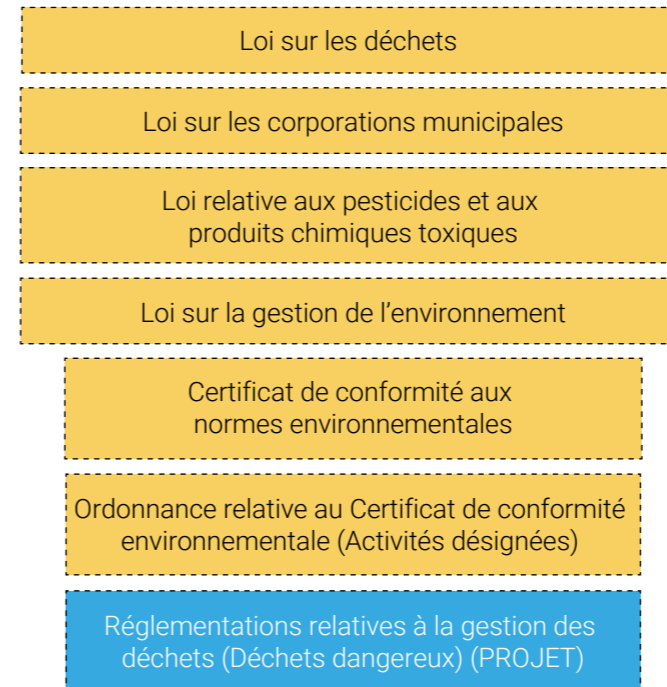 Loi sur les déchets
Loi sur les corporations municipales
Loi relative aux pesticides et aux
produits chimiques toxiques
Loi sur la gestion de l’environnement
Certificat de conformité aux
normes environnementales
Ordonnance relative au Certificat de conformité
environnementale (Activités désignées)
Réglementations relatives à la gestion des
déchets (Déchets dangereux) (PROJET)